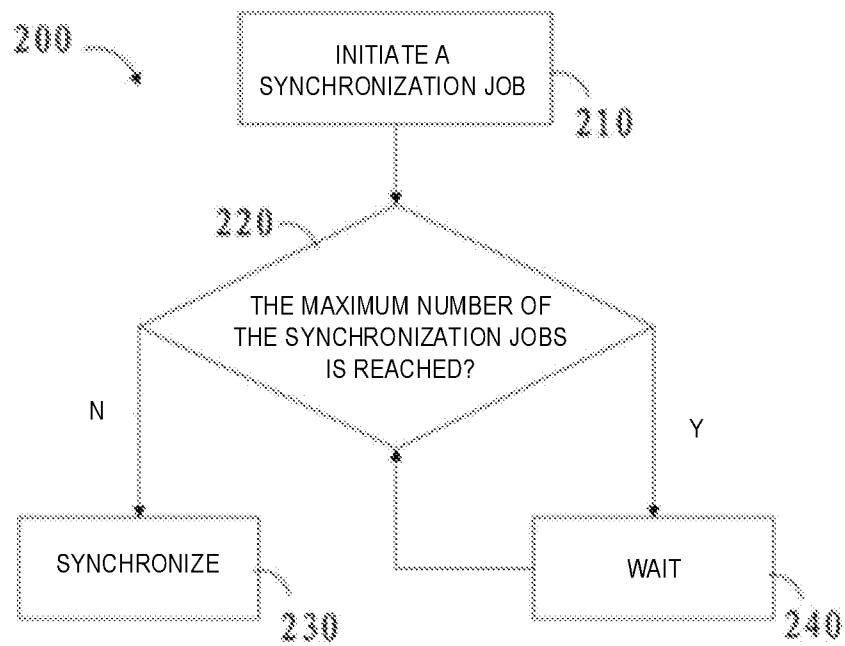 200
INITIATE A
SYNCHRONIZATION JOB
210
220
THE MAXIMUM NUMBER OF
THE SYNCHRONIZATION JOBS
IS REACHED?
N
Y
SYNCHRONIZE
230
WAIT
240